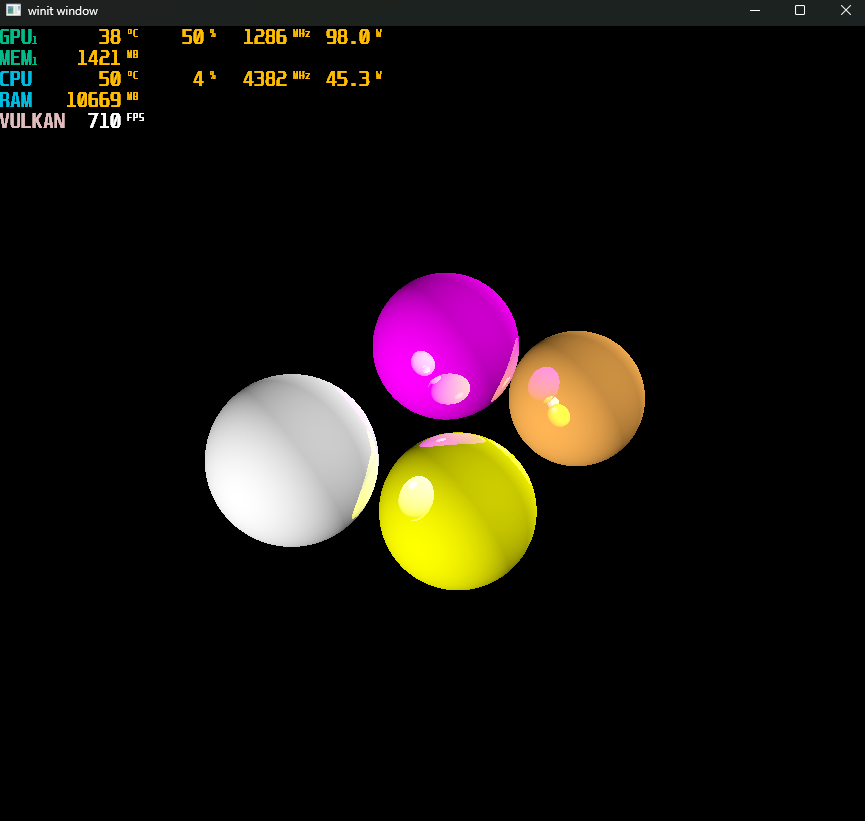 winit window
GPU1 38 °C 50 % 1286 MHz 98.0 W
MEM1 1421 MB
CPU 50 °C 4 % 4382 MHz 45.3 W
RAM 10669 MB
VULKAN 710 FPS